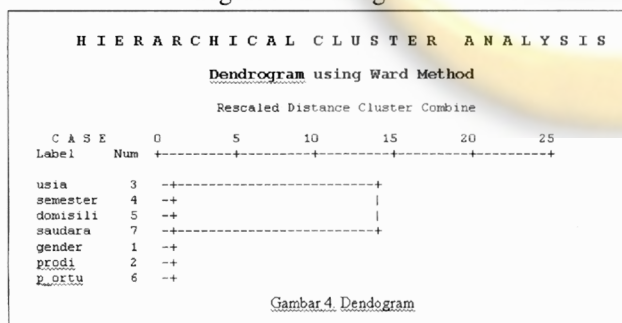 H I E R A R C H I C A L   C L U S T E R   A N A L Y S I S
Dendrogram using Ward Method
Rescaled Distance Cluster Combine
C A S E   0   5   10   15   20   25
Label   Num   +---------+---------+---------+---------+---------+
usia   3   -+-------------------------+
semester   4   -+   |
domisili   5   -+   |
saudara   7   -+-------------------------+
gender   1   -+
prodi   2   -+
p_ortu   6   -+
Gambar 4. Dendogram